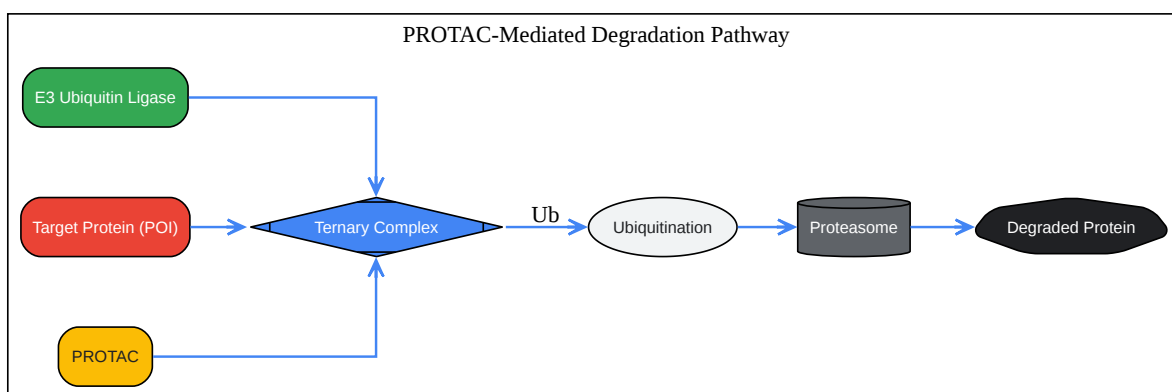 PROTAC-Mediated Degradation Pathway
E3 Ubiquitin Ligase
Target Protein (POI)
Ternary Complex
Ub
Ubiquitination
Proteasome
Degraded Protein
PROTAC